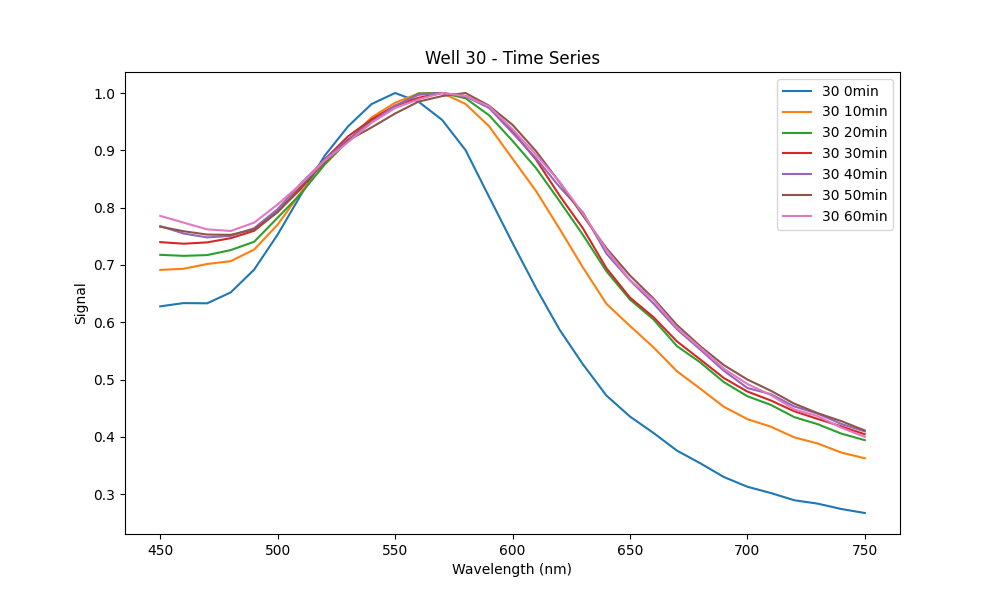 Well 30 - Time Series
1.0
0.9
0.8
0.7
0.6
0.5
0.4
0.3
Signal
30 0min
30 10min
30 20min
30 30min
30 40min
30 50min
30 60min
450 500 550 600 650 700 750
Wavelength (nm)